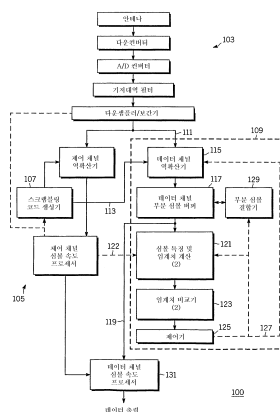 안테나
103
다운컨버터
A/D 컨버터
기저대역 필터
다운샘플러/보간기
111
109
제어 채널
역확산기
데이터 채널
역확산기
115
107
스크램블링
코드 생성기
113
117
데이터 채널
부분 심볼 버퍼
129
부분 심볼
결합기
제어 채널
심볼 속도
프로세서
105
122
심볼 특징 및
임계치 계산
(2)
121
임계치 비교기
(2)
123
119
제어기
125
127
데이터 채널
심볼 속도
프로세서
131
100
데이터 출력